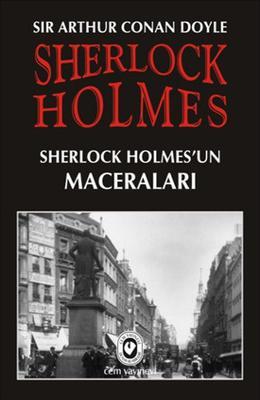 SIR ARTHUR CONAN DOYLE
SHERLOCK
HOLMES
SHERLOCK HOLMES'UN
MACERALARI
cem yayınevi